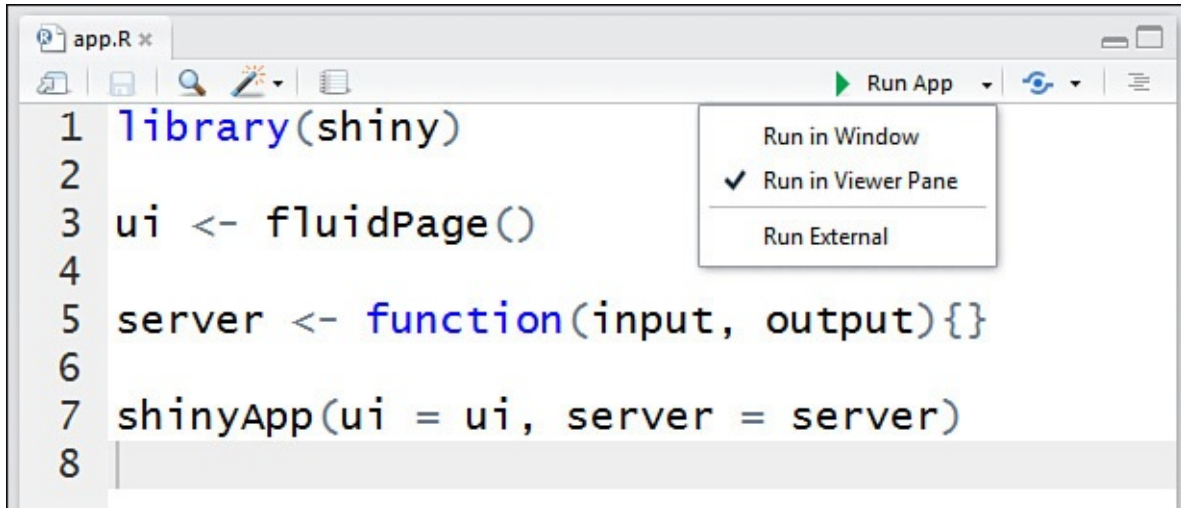 app.R
Run App
Run in Window
Run in Viewer Pane
Run External
1 library(shiny)
2
3 ui <- fluidPage()
4
5 server <- function(input, output){}
6
7 shinyApp(ui = ui, server = server)
8